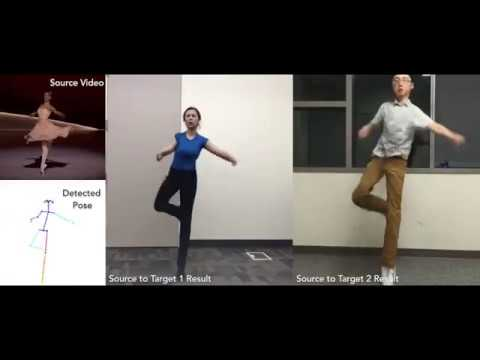 Source Video
Detected
Pose
Source to Target 1 Result
Source to Target 2 Result